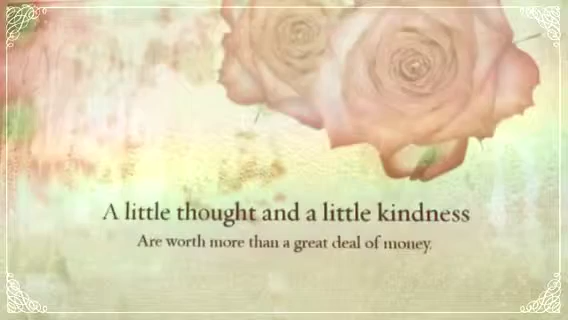 A little thought and a little kindness
Are worth more than a great deal of money.